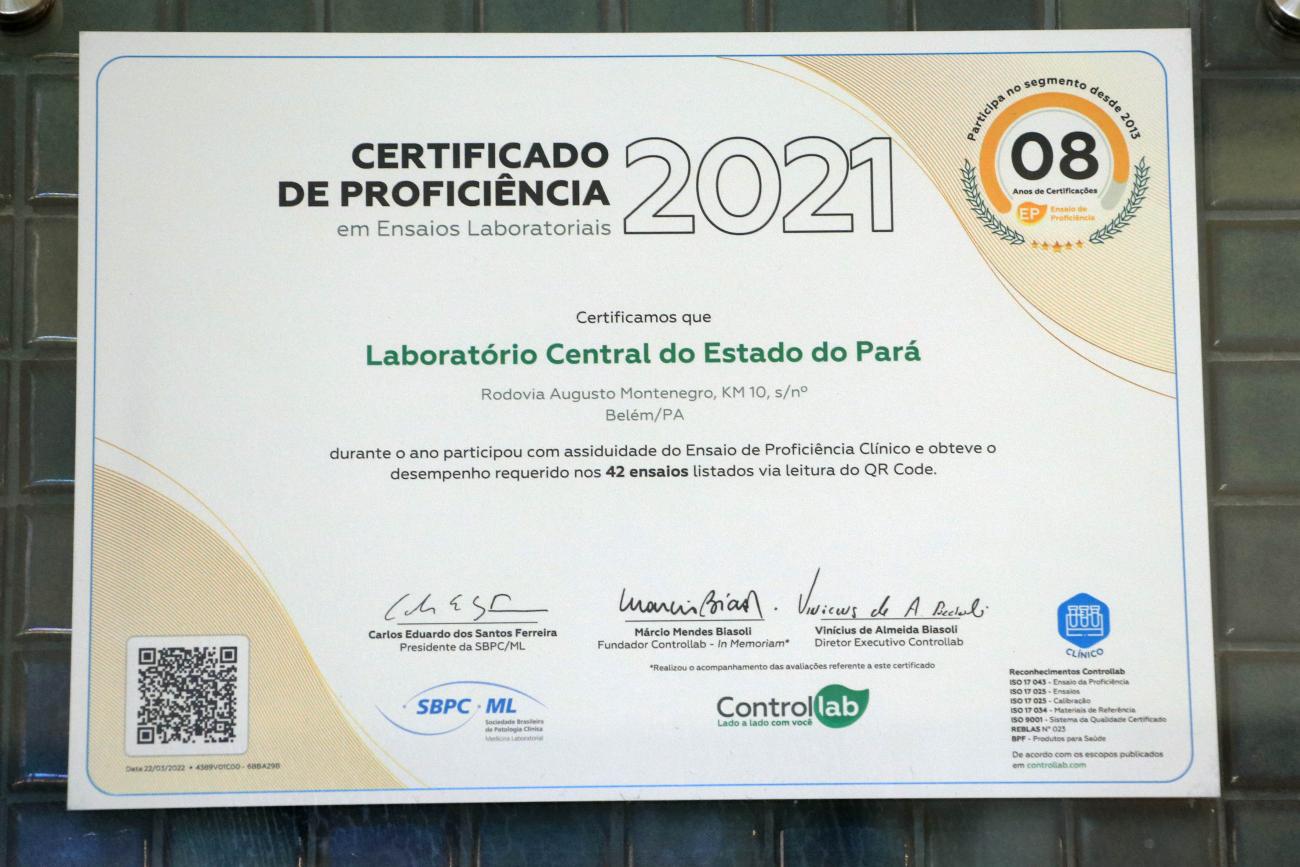 CERTIFICADO
DE PROFICIÊNCIA
em Ensaios Laboratoriais
2021
Participa no segmento desde 2013
08
Anos de Certificações
EP
Ensaio de
Proficiência
Certificamos que
Laboratório Central do Estado do Pará
Rodovia Augusto Montenegro, KM 10, s/nº
Belém/PA
durante o ano participou com assiduidade do Ensaio de Proficiência Clínico e obteve o
desempenho requerido nos 42 ensaios listados via leitura do QR Code.
Carlos Eduardo dos Santos Ferreira
Presidente da SBPC/ML
Márcio Mendes Biasoli
Fundador Controllab - In Memoriam*
Vinícius de Almeida Biasoli
Diretor Executivo Controllab
*Realizou o acompanhamento das avaliações referente a este certificado
SBPC ML
Sociedade Brasileira
de Patologia Clínica
Medicina Laboratorial
Controllab
Lado a lado com você
CLÍNICO
Reconhecimentos Controllab
ISO 17 043 - Ensaio da Proficiência
ISO 17 025 - Ensaios
ISO 17 025 - Calibração
ISO 17 034 - Materiais de Referência
ISO 9001 - Sistema da Qualidade Certificado
REBLAS Nº 023
BPF - Produtos para Saúde
De acordo com os escopos publicados
em controllab.com
Data 22/03/2022 • 4389V01C00 - 6BBA29B